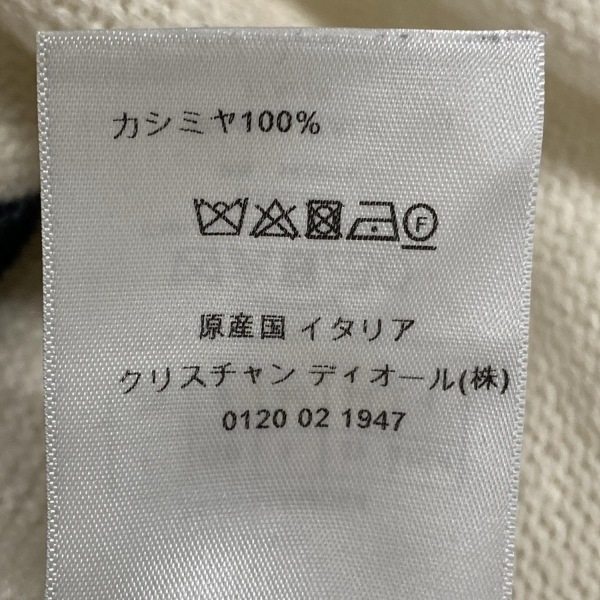 カシミヤ100%
F
原産国 イタリア
クリスチャン ディオール(株)
0120 02 1947